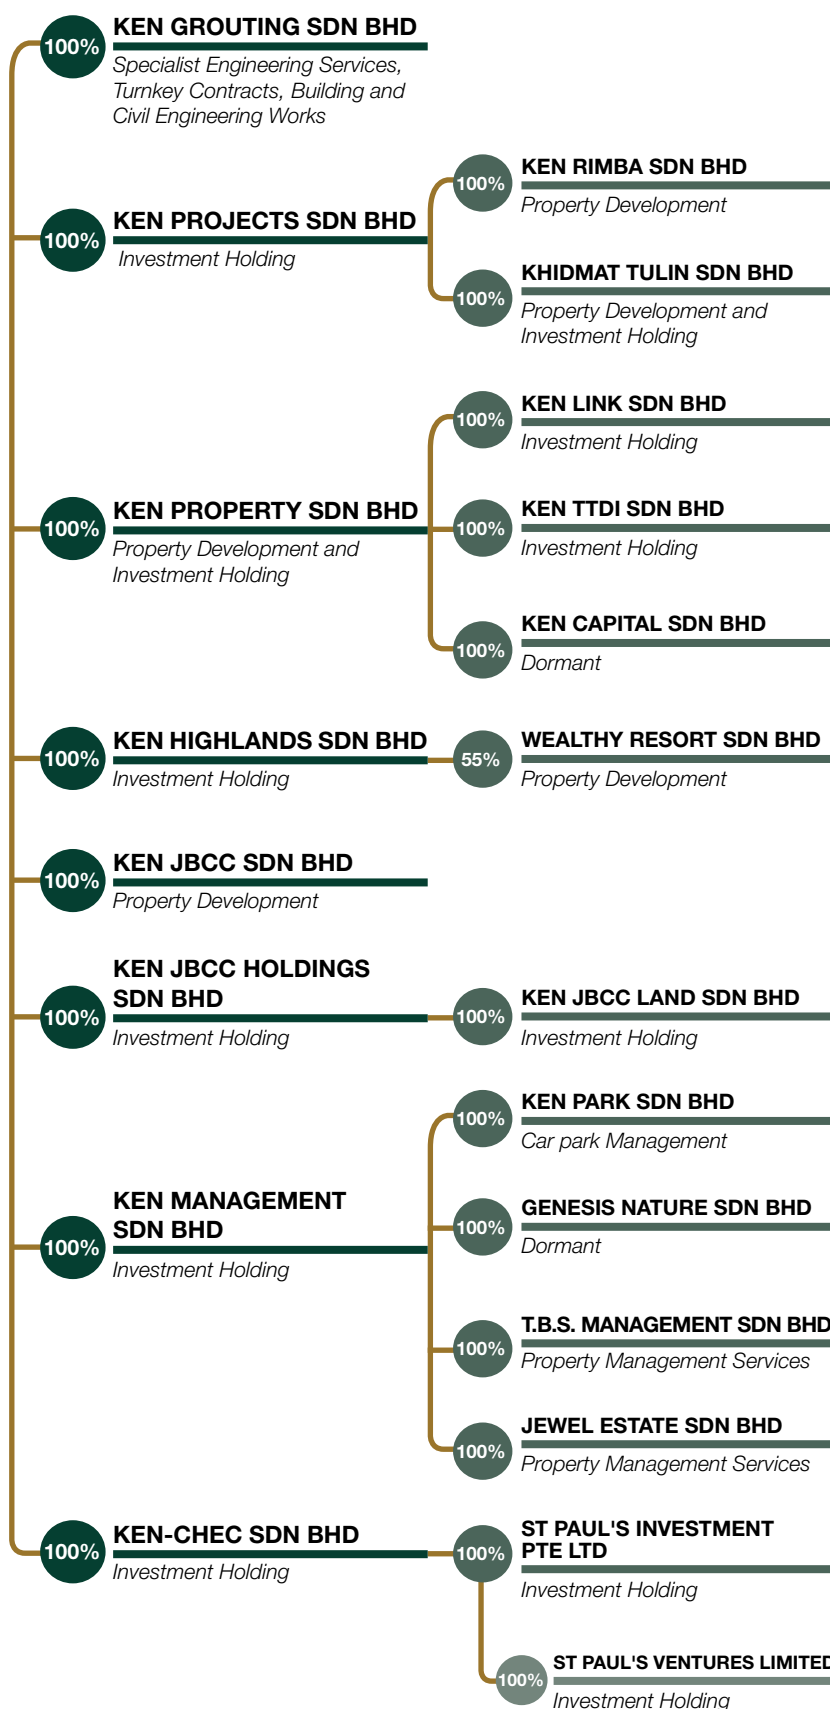 100%
KEN GROUTING SDN BHD
Specialist Engineering Services,
Turnkey Contracts, Building and
Civil Engineering Works
100%
KEN PROJECTS SDN BHD
Investment Holding
100%
KEN RIMBA SDN BHD
Property Development
100%
KHIDMAT TULIN SDN BHD
Property Development and
Investment Holding
100%
KEN PROPERTY SDN BHD
Property Development and
Investment Holding
100%
KEN LINK SDN BHD
Investment Holding
100%
KEN TTDI SDN BHD
Investment Holding
100%
KEN CAPITAL SDN BHD
Dormant
100%
KEN HIGHLANDS SDN BHD
Investment Holding
55%
WEALTHY RESORT SDN BHD
Property Development
100%
KEN JBCC SDN BHD
Property Development
100%
KEN JBCC HOLDINGS
SDN BHD
Investment Holding
100%
KEN JBCC LAND SDN BHD
Investment Holding
100%
KEN MANAGEMENT
SDN BHD
Investment Holding
100%
KEN PARK SDN BHD
Car park Management
100%
GENESIS NATURE SDN BHD
Dormant
100%
T.B.S. MANAGEMENT SDN BHD
Property Management Services
100%
JEWEL ESTATE SDN BHD
Property Management Services
100%
KEN-CHEC SDN BHD
Investment Holding
100%
ST PAUL'S INVESTMENT
PTE LTD
Investment Holding
100%
ST PAUL'S VENTURES LIMITED
Investment Holding